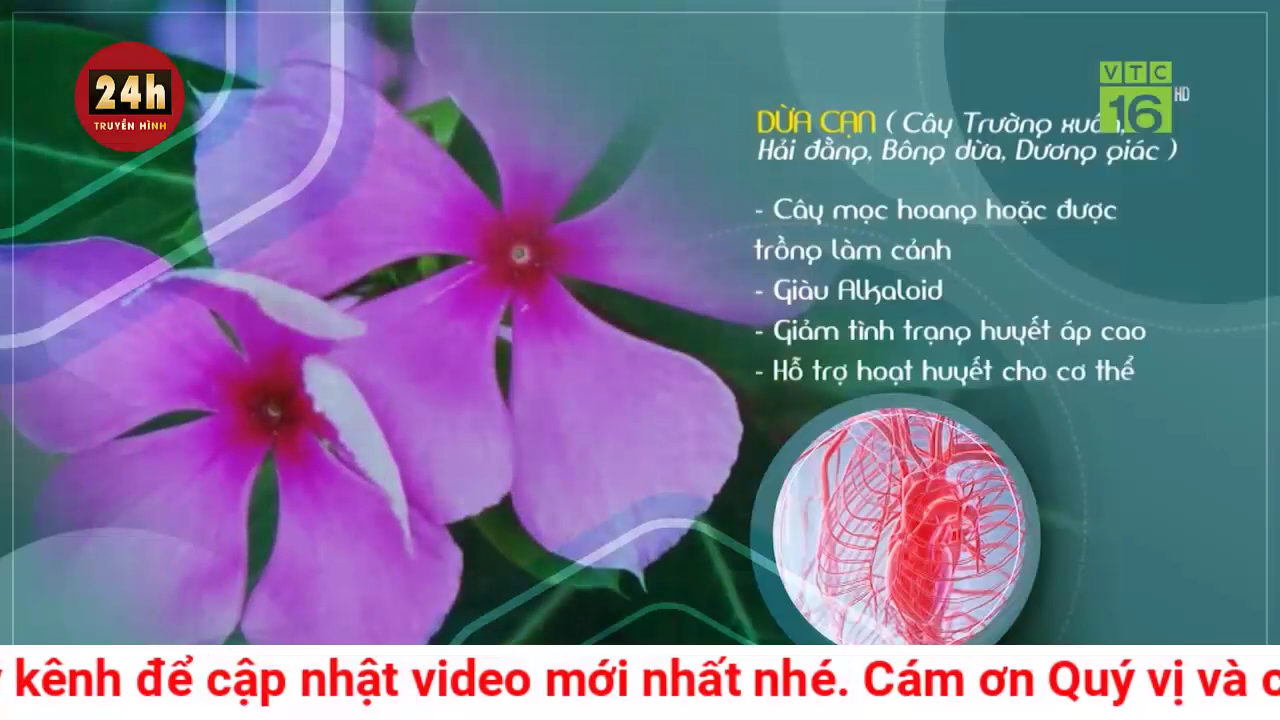 24h
TRUYỀN HÌNH
VTC
16
HD
DỪA CẠN ( Cây Trường xuân,
Hải đằng, Bông dừa, Dương giác )
- Cây mọc hoang hoặc được
trồng làm cảnh
- Giàu Alkaloid
- Giảm tình trạng huyết áp cao
- Hỗ trợ hoạt huyết cho cơ thể
kênh để cập nhật video mới nhất nhé. Cám ơn Quý vị và